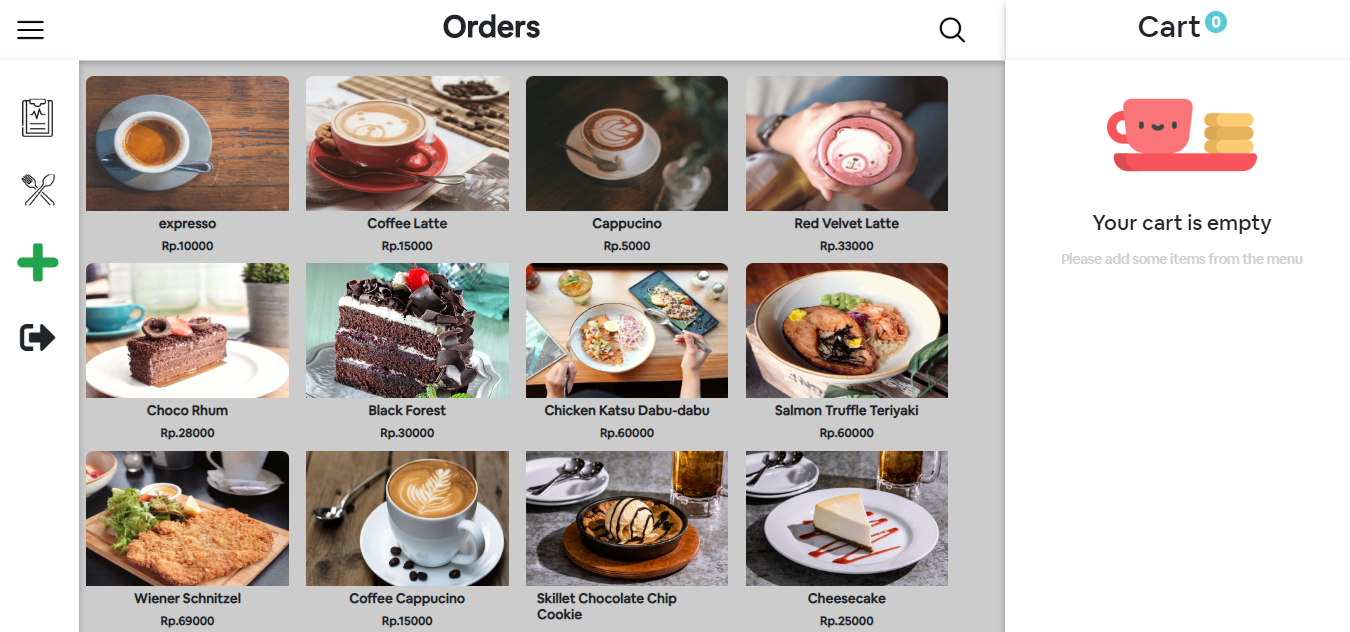 Orders
Cart 0
expresso
Rp.10000
Coffee Latte
Rp.15000
Cappucino
Rp.5000
Red Velvet Latte
Rp.33000
Choco Rhum
Rp.28000
Black Forest
Rp.30000
Chicken Katsu Dabu-dabu
Rp.60000
Salmon Truffle Teriyaki
Rp.60000
Wiener Schnitzel
Rp.69000
Coffee Cappucino
Rp.15000
Skillet Chocolate Chip
Cookie
Cheesecake
Rp.25000
Your cart is empty
Please add some items from the menu